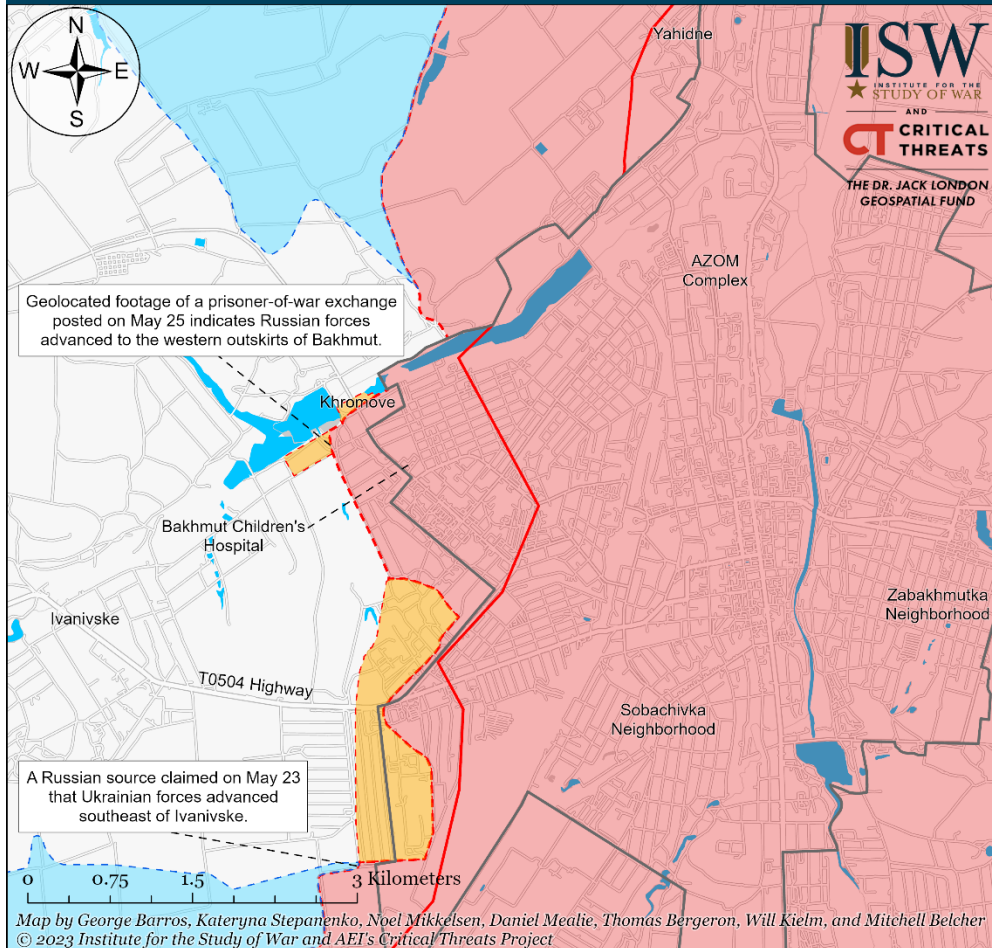 N
W
E
S
Yahidne
ISW
INSTITUTE FOR THE
STUDY OF WAR
AND
CT CRITICAL
THREATS
THE DR. JACK LONDON
GEOSPATIAL FUND
AZOM
Complex
Geolocated footage of a prisoner-of-war exchange
posted on May 25 indicates Russian forces
advanced to the western outskirts of Bakhmut.
Khromove
Bakhmut Children's
Hospital
Ivanivske
Zabakhmutka
Neighborhood
T0504 Highway
Sobachivka
Neighborhood
A Russian source claimed on May 23
that Ukrainian forces advanced
southeast of Ivanivske.
0 0.75 1.5 3 Kilometers
Map by George Barros, Kateryna Stepanenko, Noel Mikkelsen, Daniel Mealie, Thomas Bergeron, Will Kielm, and Mitchell Belcher
© 2023 Institute for the Study of War and AEI's Critical Threats Project